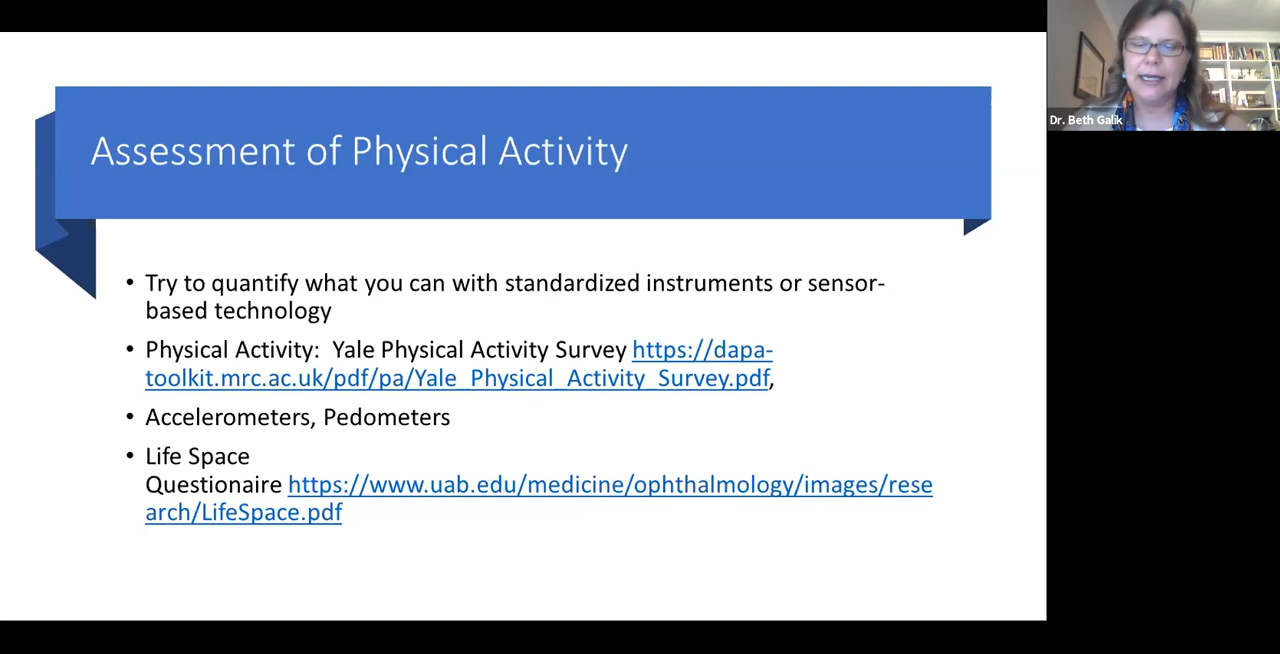 Assessment of Physical Activity
• Try to quantify what you can with standardized instruments or sensor-
based technology
• Physical Activity:  Yale Physical Activity Survey https://dapa-
toolkit.mrc.ac.uk/pdf/pa/Yale_Physical_Activity_Survey.pdf,
• Accelerometers, Pedometers
• Life Space
Questionaire https://www.uab.edu/medicine/ophthalmology/images/rese
arch/LifeSpace.pdf
Dr. Beth Galik